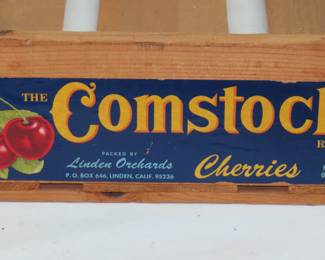 THE Comstock
PACKED BY
Linden Orchards
P.O. BOX 646, LINDEN, CALIF. 95236
Cherries